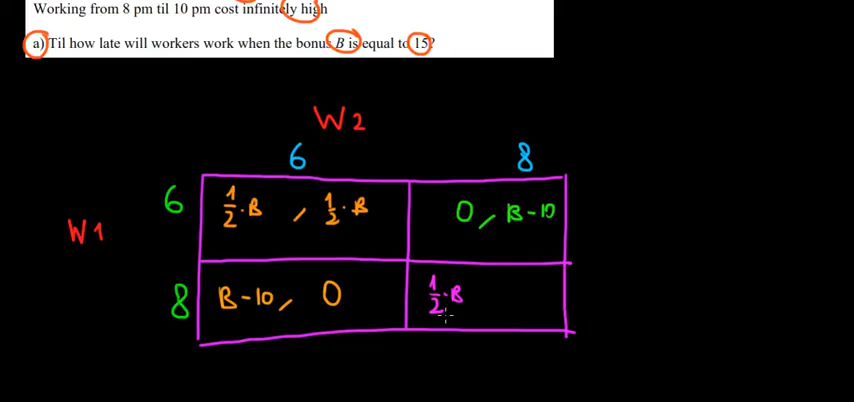 Working from 8 pm til 10 pm cost infinitely high
a) Til how late will workers work when the bonus B is equal to 15?
W2
6 8
6 1/2 · B , 1/2 · B 0 , B-10
W1
8 B-10 , 0 1/2 · B